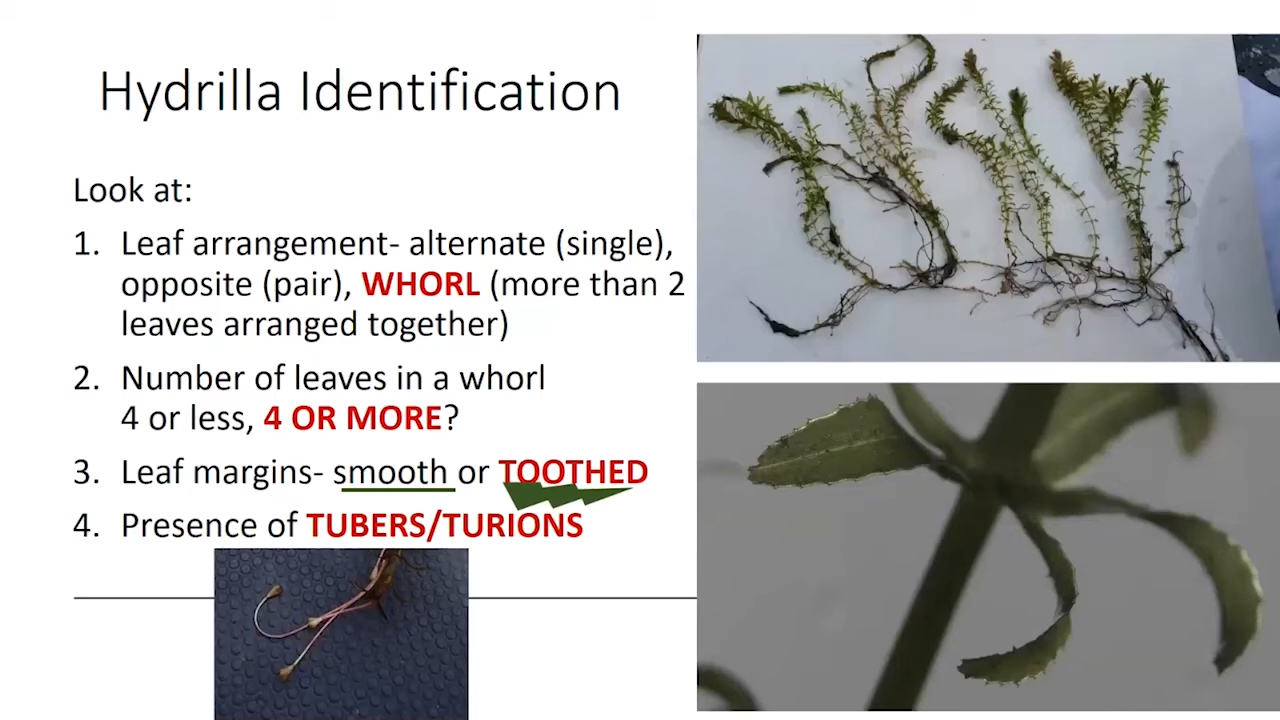 Hydrilla Identification
Look at:
1. Leaf arrangement- alternate (single),
opposite (pair), WHORL (more than 2
leaves arranged together)
2. Number of leaves in a whorl
4 or less, 4 OR MORE?
3. Leaf margins- smooth or TOOTHED
4. Presence of TUBERS/TURIONS